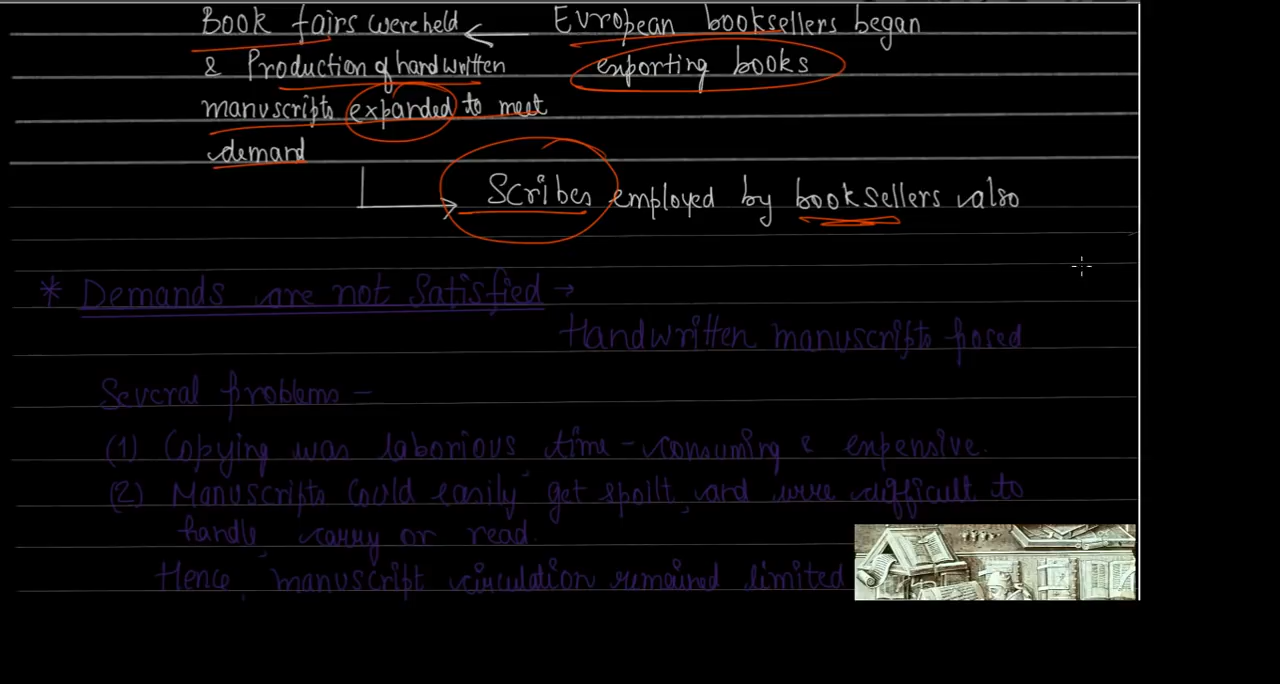 Book fairs were held ← European booksellers began
& Production of handwritten exporting books
manuscripts expanded to meet
demand
Scribes employed by booksellers also
* Demands are not Satisfied →
Handwritten manuscripts posed
Several problems -
(1) Copying was laborious, time-consuming & expensive.
(2) Manuscripts Could easily get spoilt, and were difficult to
handle, carry or read.
Hence, manuscript circulation remained limited